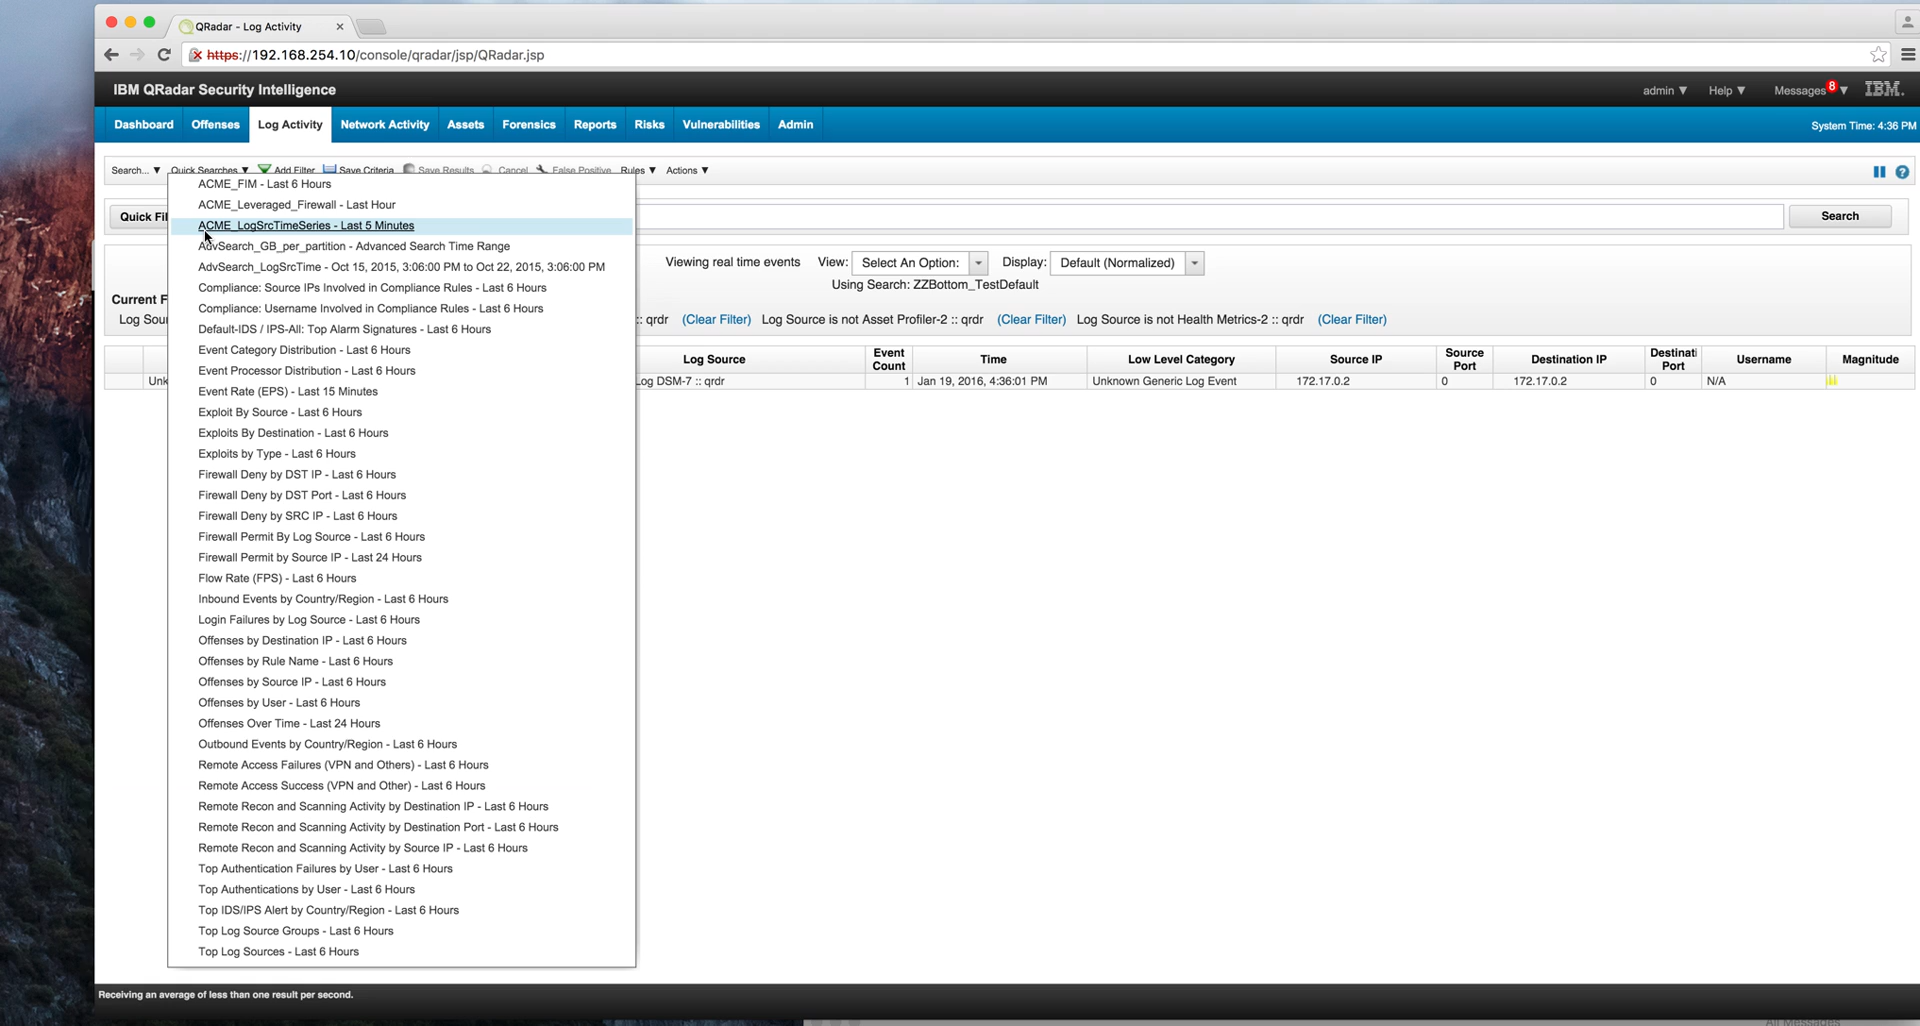 QRadar - Log Activity
https://192.168.254.10/console/qradar/jsp/QRadar.jsp
IBM QRadar Security Intelligence
admin ▼ Help ▼ Messages 8 ▼ IBM.
Dashboard Offenses Log Activity Network Activity Assets Forensics Reports Risks Vulnerabilities Admin System Time: 4:36 PM
Search... ▼ Quick Searches ▼ Add Filter Save Criteria Save Results Cancel False Positive Rules ▼ Actions ▼
Quick Fil Search
ACME_FIM - Last 6 Hours
ACME_Leveraged_Firewall - Last Hour
ACME_LogSrcTimeSeries - Last 5 Minutes
AdvSearch_GB_per_partition - Advanced Search Time Range
AdvSearch_LogSrcTime - Oct 15, 2015, 3:06:00 PM to Oct 22, 2015, 3:06:00 PM
Compliance: Source IPs Involved in Compliance Rules - Last 6 Hours
Compliance: Username Involved in Compliance Rules - Last 6 Hours
Default-IDS / IPS-All: Top Alarm Signatures - Last 6 Hours
Event Category Distribution - Last 6 Hours
Event Processor Distribution - Last 6 Hours
Event Rate (EPS) - Last 15 Minutes
Exploit By Source - Last 6 Hours
Exploits By Destination - Last 6 Hours
Exploits by Type - Last 6 Hours
Firewall Deny by DST IP - Last 6 Hours
Firewall Deny by DST Port - Last 6 Hours
Firewall Deny by SRC IP - Last 6 Hours
Firewall Permit By Log Source - Last 6 Hours
Firewall Permit by Source IP - Last 24 Hours
Flow Rate (FPS) - Last 6 Hours
Inbound Events by Country/Region - Last 6 Hours
Login Failures by Log Source - Last 6 Hours
Offenses by Destination IP - Last 6 Hours
Offenses by Rule Name - Last 6 Hours
Offenses by Source IP - Last 6 Hours
Offenses by User - Last 6 Hours
Offenses Over Time - Last 24 Hours
Outbound Events by Country/Region - Last 6 Hours
Remote Access Failures (VPN and Others) - Last 6 Hours
Remote Access Success (VPN and Other) - Last 6 Hours
Remote Recon and Scanning Activity by Destination IP - Last 6 Hours
Remote Recon and Scanning Activity by Destination Port - Last 6 Hours
Remote Recon and Scanning Activity by Source IP - Last 6 Hours
Top Authentication Failures by User - Last 6 Hours
Top Authentications by User - Last 6 Hours
Top IDS/IPS Alert by Country/Region - Last 6 Hours
Top Log Source Groups - Last 6 Hours
Top Log Sources - Last 6 Hours
Viewing real time events View: Select An Option: Display: Default (Normalized)
Using Search: ZZBottom_TestDefault
Current F
Log Sour :: qrdr (Clear Filter) Log Source is not Asset Profiler-2 :: qrdr (Clear Filter) Log Source is not Health Metrics-2 :: qrdr (Clear Filter)
Log Source Event Count Time Low Level Category Source IP Source Port Destination IP Destinati Port Username Magnitude
Unk Log DSM-7 :: qrdr 1 Jan 19, 2016, 4:36:01 PM Unknown Generic Log Event 172.17.0.2 0 172.17.0.2 0 N/A
Receiving an average of less than one result per second.
All Messages